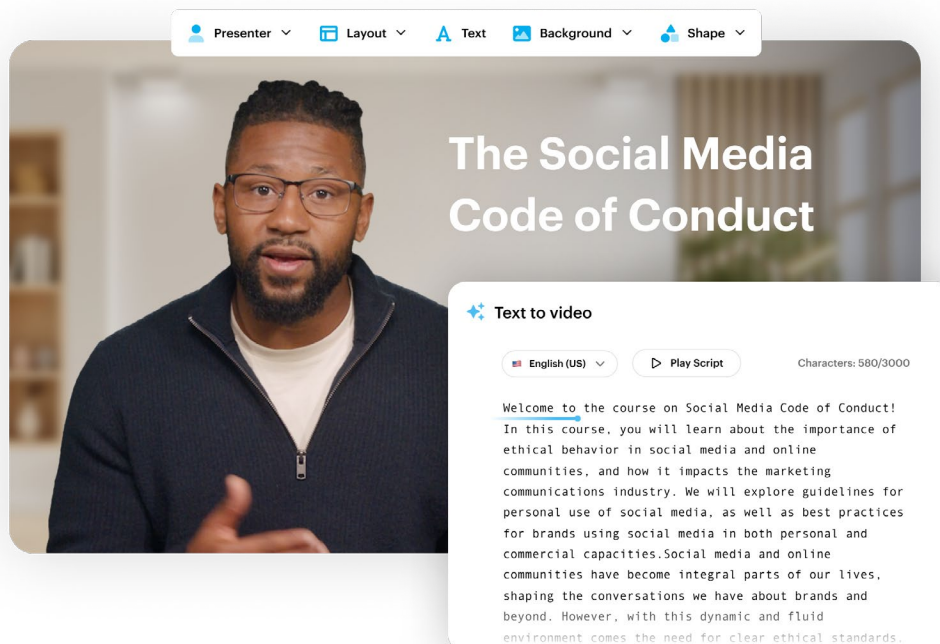 Presenter
Layout
Text
Background
Shape
The Social Media
Code of Conduct
Text to video
English (US)
Play Script
Characters: 580/3000
Welcome to the course on Social Media Code of Conduct!
In this course, you will learn about the importance of
ethical behavior in social media and online
communities, and how it impacts the marketing
communications industry. We will explore guidelines for
personal use of social media, as well as best practices
for brands using social media in both personal and
commercial capacities.Social media and online
communities have become integral parts of our lives,
shaping the conversations we have about brands and
beyond. However, with this dynamic and fluid
environment comes the need for clear ethical standards.